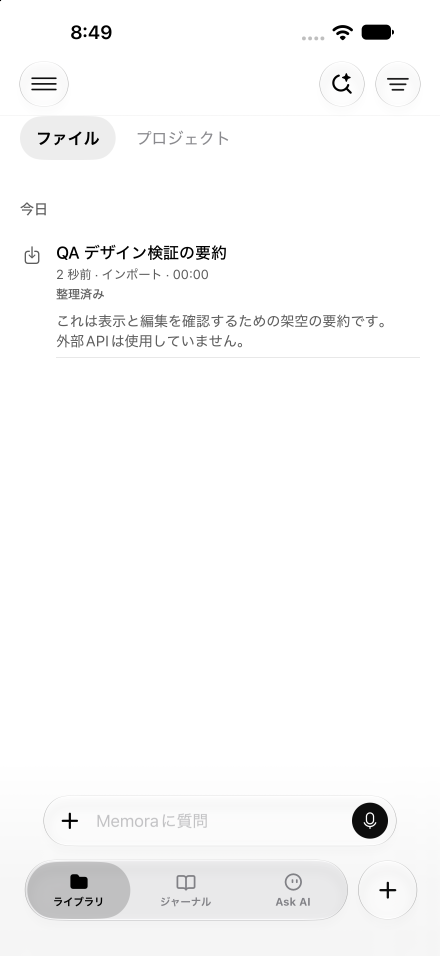 8:49
ファイル
プロジェクト
今日
QA デザイン検証の要約
2 秒前 · インポート · 00:00
整理済み
これは表示と編集を確認するための架空の要約です。
外部APIは使用していません。
Memoraに質問
ライブラリ
ジャーナル
Ask AI